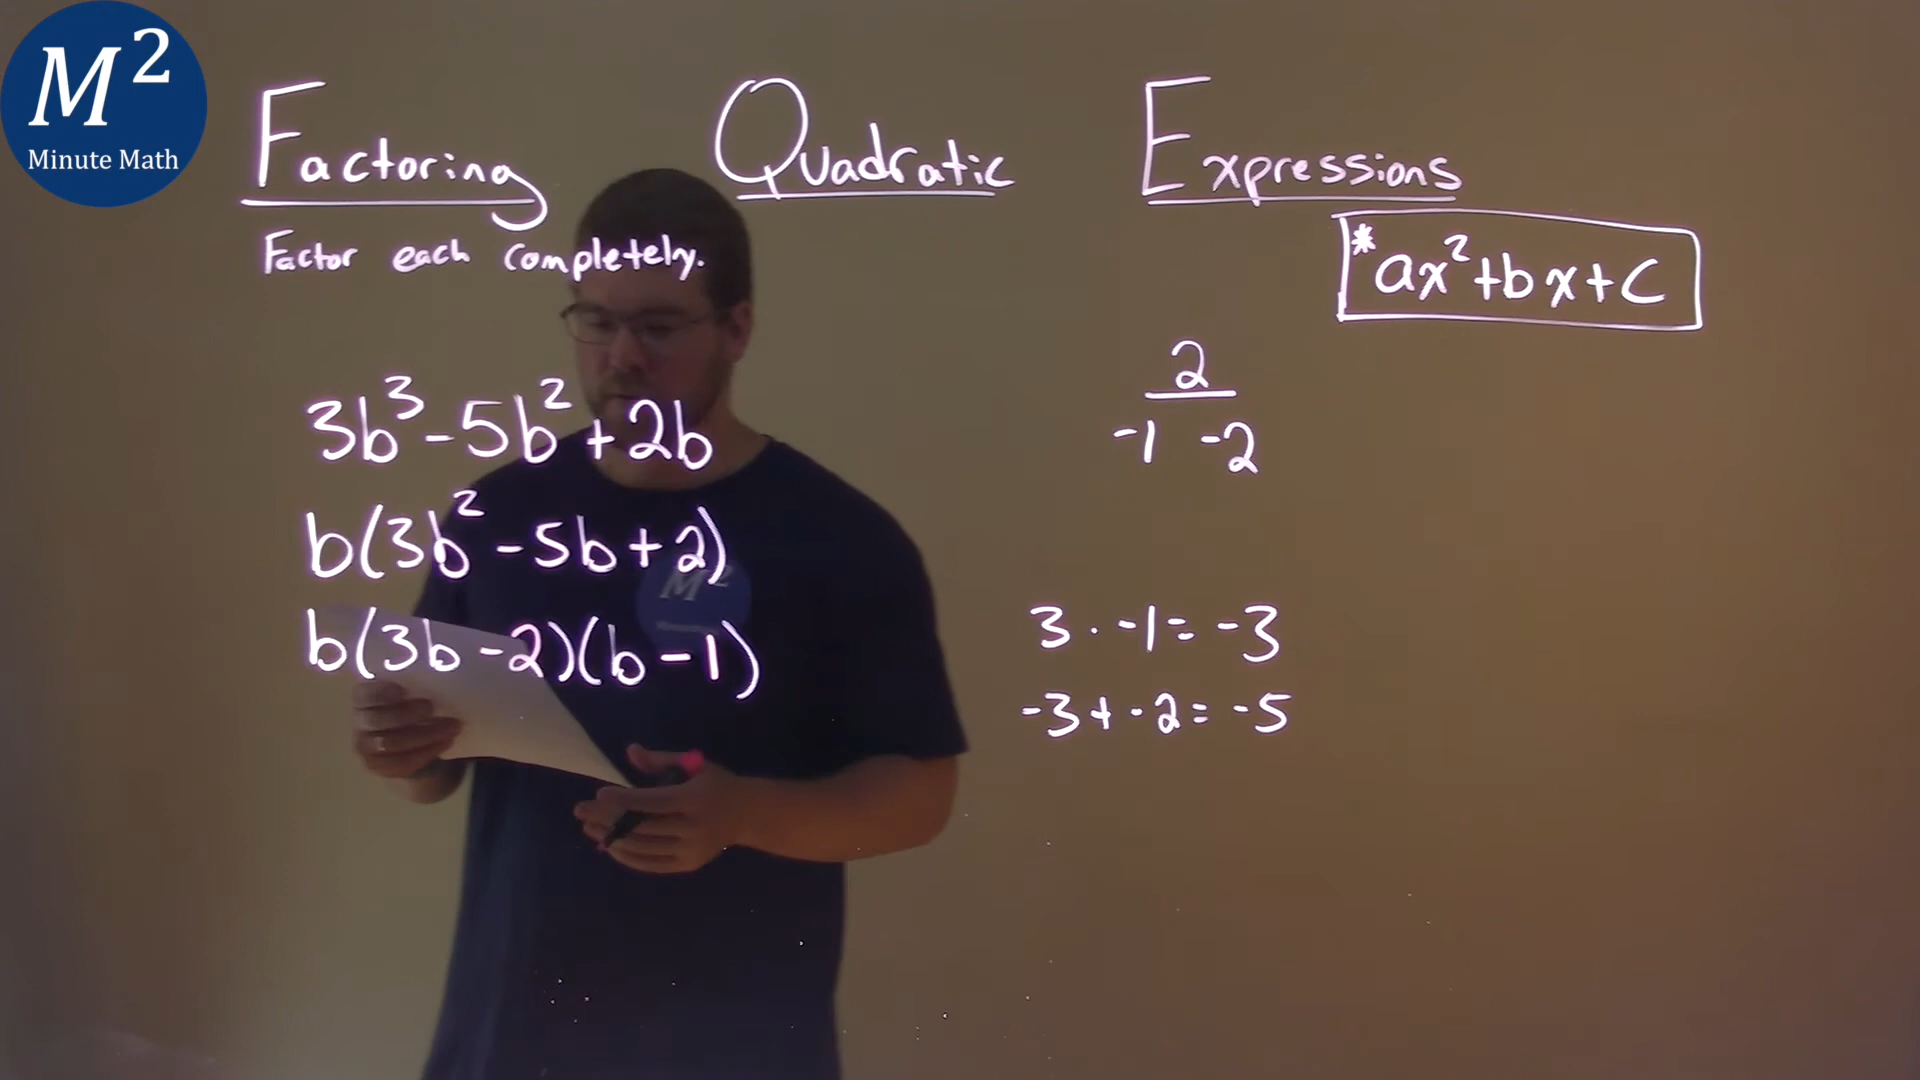 M²
Minute Math
Factoring Quadratic Expressions
Factor each completely.
*ax²+bx+c
3b³-5b²+2b
b(3b²-5b+2)
b(3b-2)(b-1)
2
-1 -2
3·-1=-3
-3+-2=-5
M²